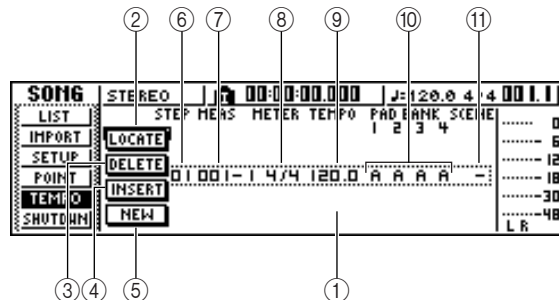 ② ⑥ ⑦ ⑧ ⑨ ⑩ ⑪
SONG STEREO 00:00:00.000 ♩=120.0 4/4 001.1
LIST STEP MEAS METER TEMPO PAD BANK SCENE
1 2 3 4
IMPORT LOCATE
SETUP DELETE
POINT 01 001-1 4/4 120.0 A A A A -
TEMPO INSERT
SHUTDWN NEW
0
6
12
18
30
48
L R
③ ④ ⑤ ①